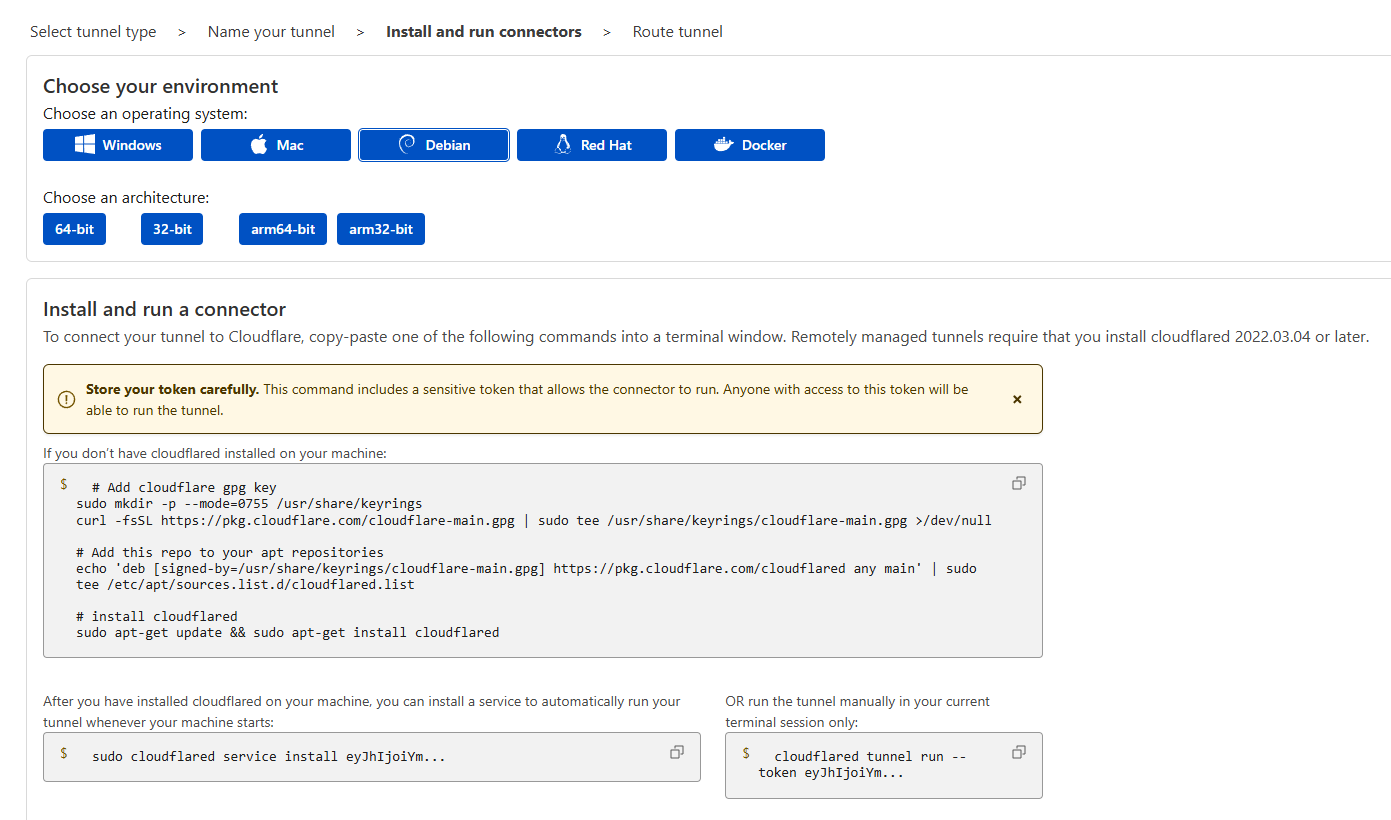 Select tunnel type > Name your tunnel > Install and run connectors > Route tunnel
Choose your environment
Choose an operating system:
Windows Mac Debian Red Hat Docker
Choose an architecture:
64-bit 32-bit arm64-bit arm32-bit
Install and run a connector
To connect your tunnel to Cloudflare, copy-paste one of the following commands into a terminal window. Remotely managed tunnels require that you install cloudflared 2022.03.04 or later.
Store your token carefully. This command includes a sensitive token that allows the connector to run. Anyone with access to this token will be
able to run the tunnel.
If you don’t have cloudflared installed on your machine:
$ # Add cloudflare gpg key
sudo mkdir -p --mode=0755 /usr/share/keyrings
curl -fsSL https://pkg.cloudflare.com/cloudflare-main.gpg | sudo tee /usr/share/keyrings/cloudflare-main.gpg >/dev/null
# Add this repo to your apt repositories
echo 'deb [signed-by=/usr/share/keyrings/cloudflare-main.gpg] https://pkg.cloudflare.com/cloudflared any main' | sudo
tee /etc/apt/sources.list.d/cloudflared.list
# install cloudflared
sudo apt-get update && sudo apt-get install cloudflared
After you have installed cloudflared on your machine, you can install a service to automatically run your
tunnel whenever your machine starts:
$ sudo cloudflared service install eyJhIjoiYm...
OR run the tunnel manually in your current
terminal session only:
$ cloudflared tunnel run --
token eyJhIjoiYm...